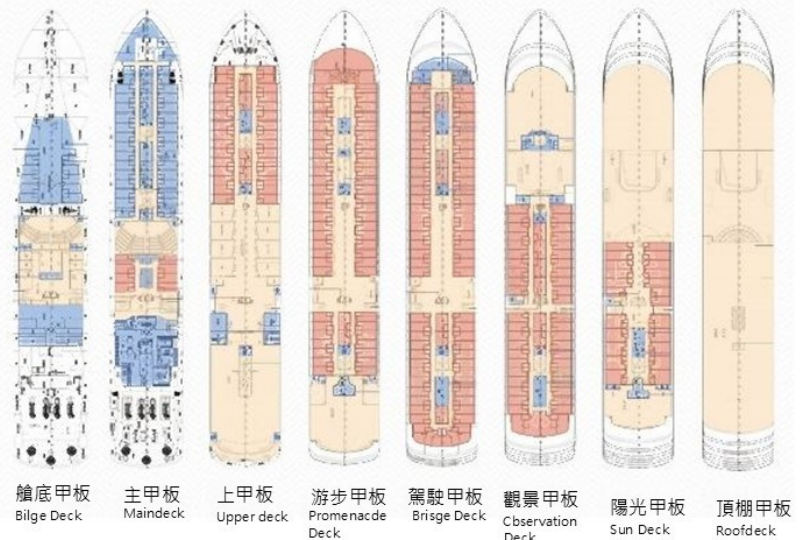 艙底甲板
Bilge Deck
主甲板
Maindeck
上甲板
Upper deck
游步甲板
Promenacde
Deck
駕駛甲板
Brisge Deck
觀景甲板
Cbservation
Deck
陽光甲板
Sun Deck
頂棚甲板
Roofdeck